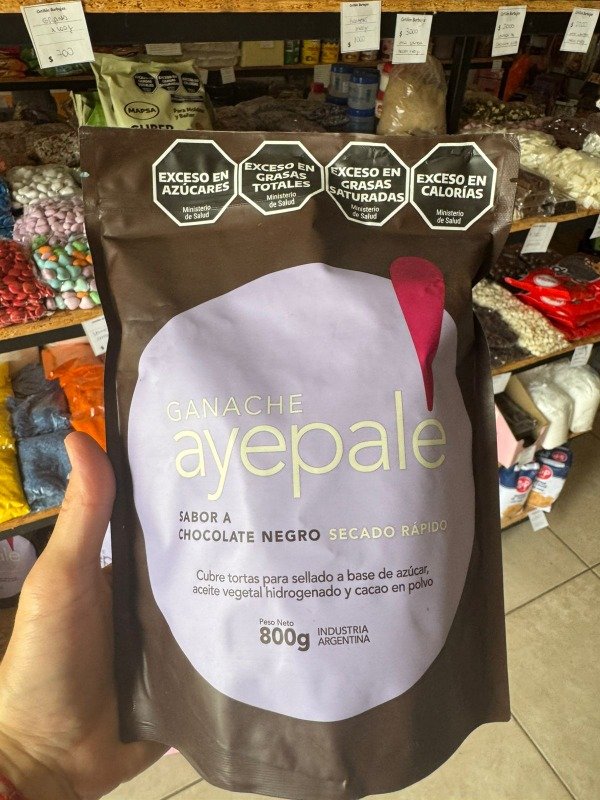 $ 700
MAPSA
EXCESO EN
AZÚCARES
Ministerio
de Salud
EXCESO EN
GRASAS
TOTALES
Ministerio
de Salud
EXCESO EN
GRASAS
SATURADAS
Ministerio
de Salud
EXCESO EN
CALORÍAS
Ministerio
de Salud
GANACHE
ayepale
SABOR A
CHOCOLATE NEGRO SECADO RÁPIDO
Cubre tortas para sellado a base de azúcar,
aceite vegetal hidrogenado y cacao en polvo
Peso Neto
800g
INDUSTRIA
ARGENTINA